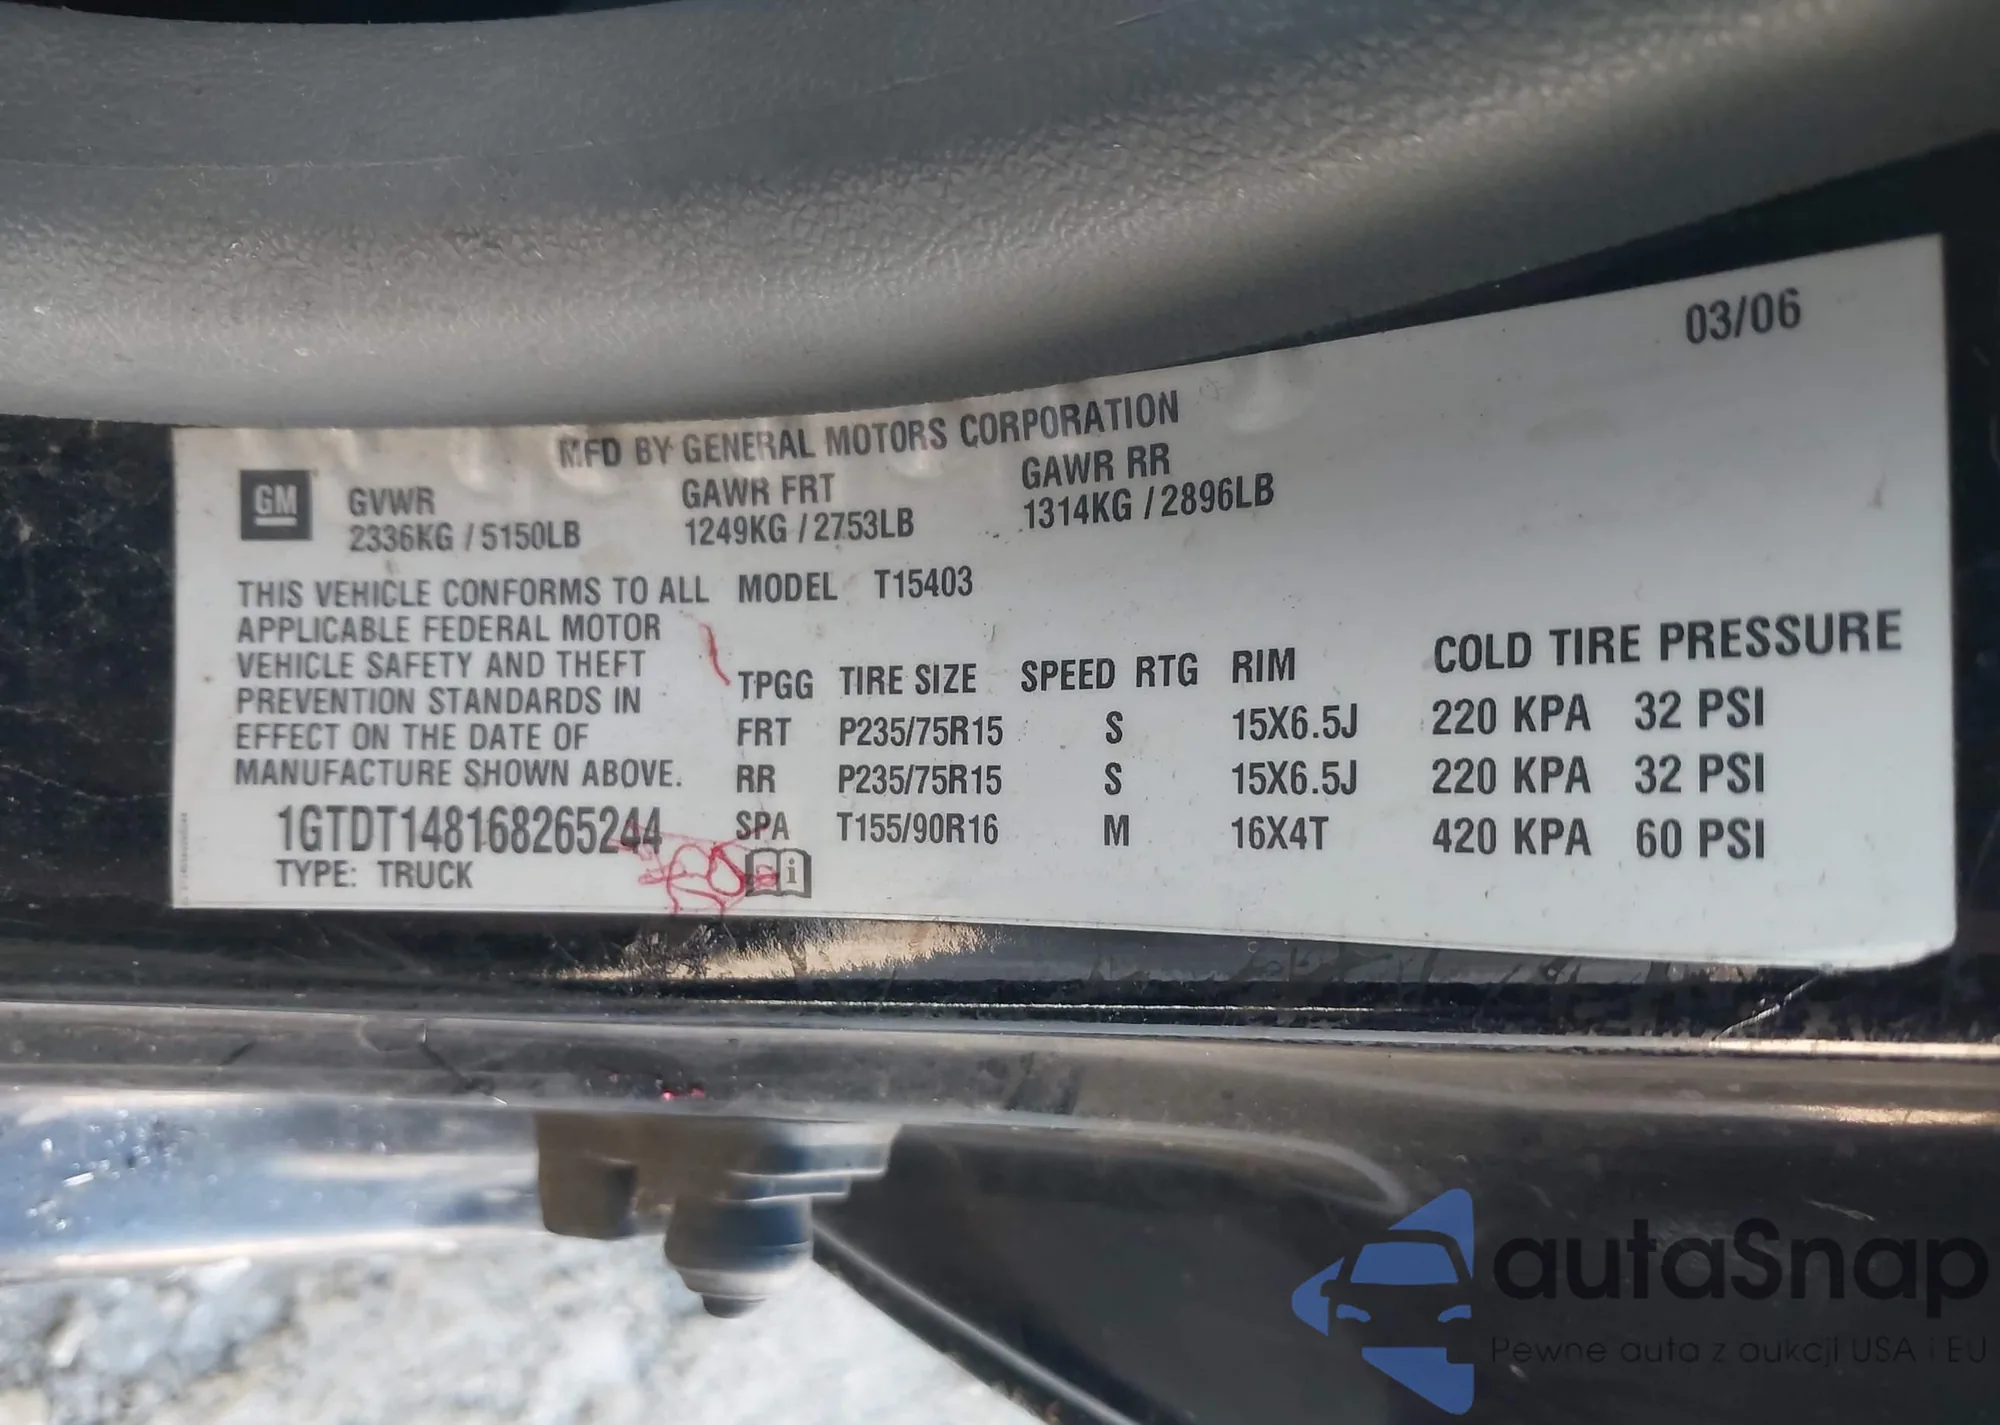 03/06
MFD BY GENERAL MOTORS CORPORATION
GM
GVWR GAWR FRT GAWR RR
2336KG / 5150LB 1249KG / 2753LB 1314KG / 2896LB
THIS VEHICLE CONFORMS TO ALL MODEL T15403
APPLICABLE FEDERAL MOTOR
VEHICLE SAFETY AND THEFT
PREVENTION STANDARDS IN
EFFECT ON THE DATE OF
MANUFACTURE SHOWN ABOVE.
1GTDT148168265244
TYPE: TRUCK
TPGG TIRE SIZE SPEED RTG RIM COLD TIRE PRESSURE
FRT P235/75R15 S 15X6.5J 220 KPA 32 PSI
RR P235/75R15 S 15X6.5J 220 KPA 32 PSI
SPA T155/90R16 M 16X4T 420 KPA 60 PSI
i
autaSnap
Pewne auta z aukcji USA i EU